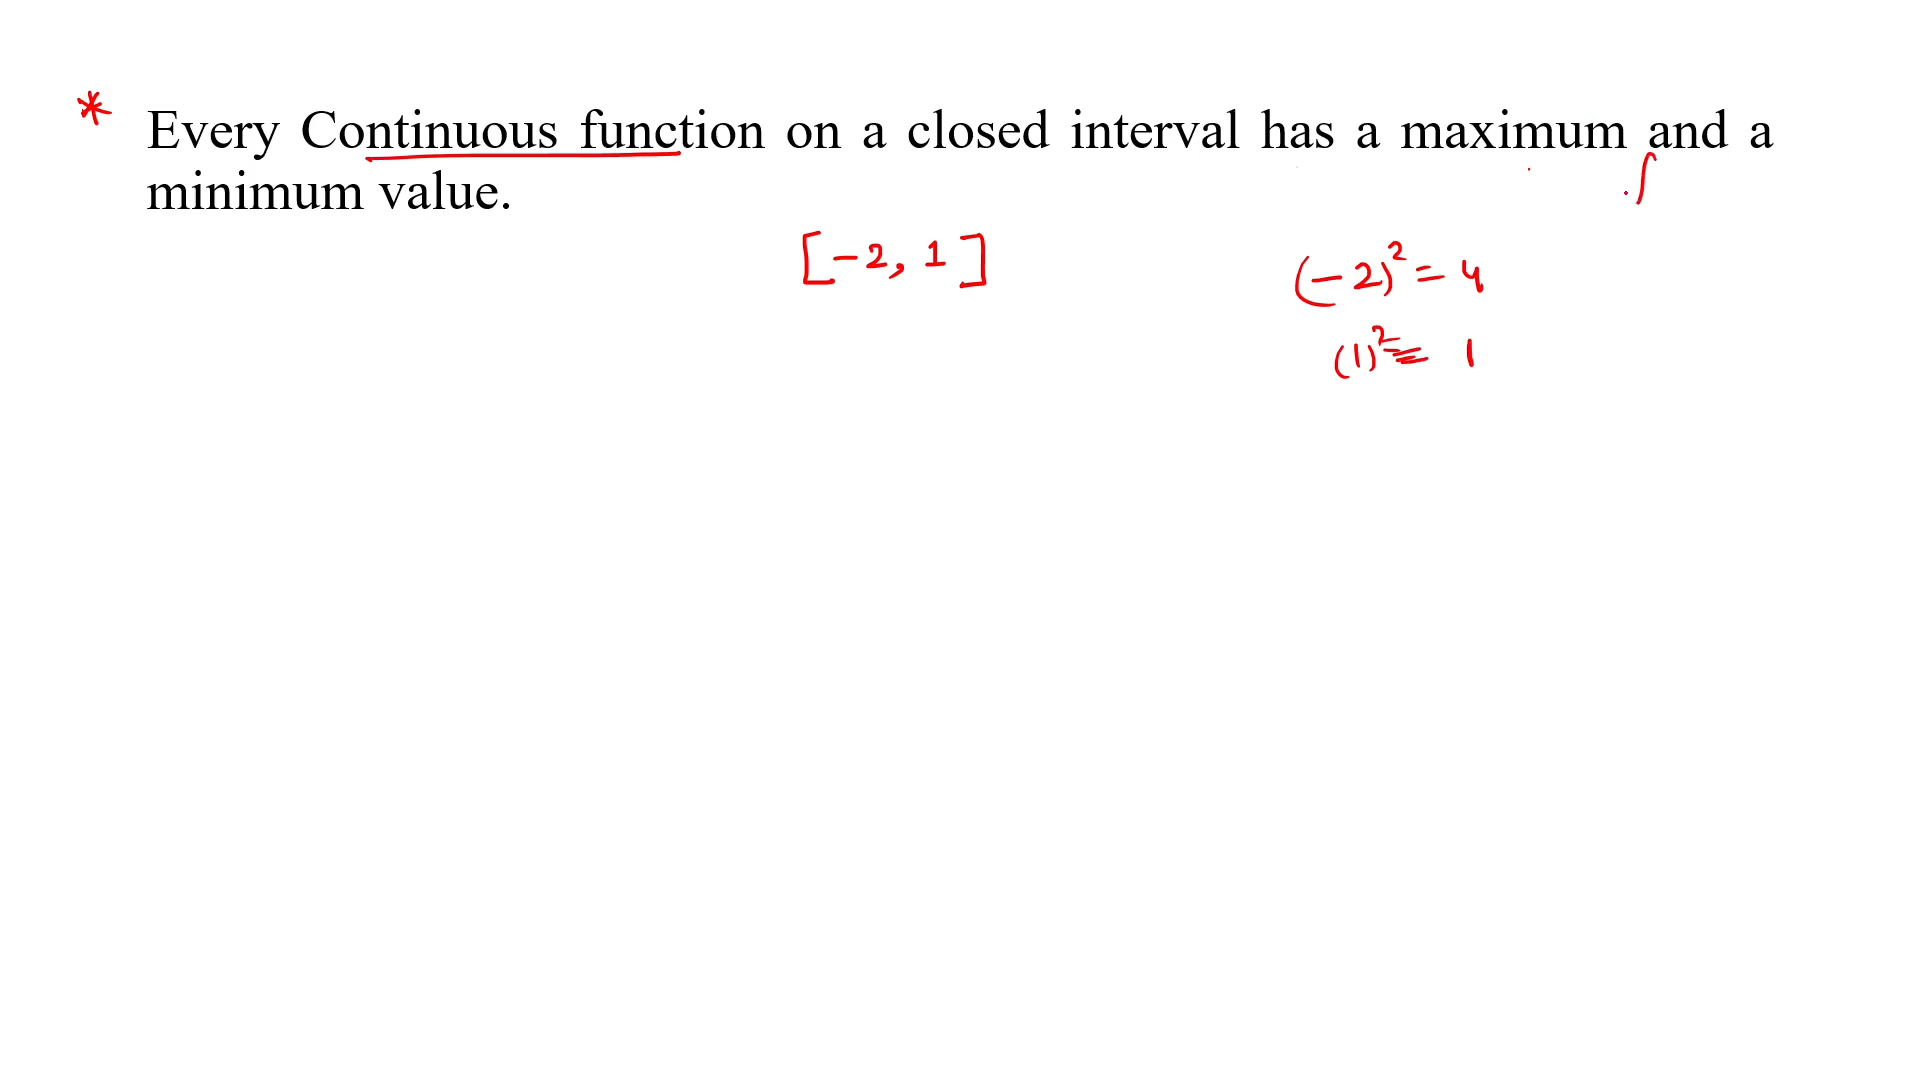 * Every Continuous function on a closed interval has a maximum and a
minimum value.
[-2, 1]
(-2)² = 4
(1)² = 1